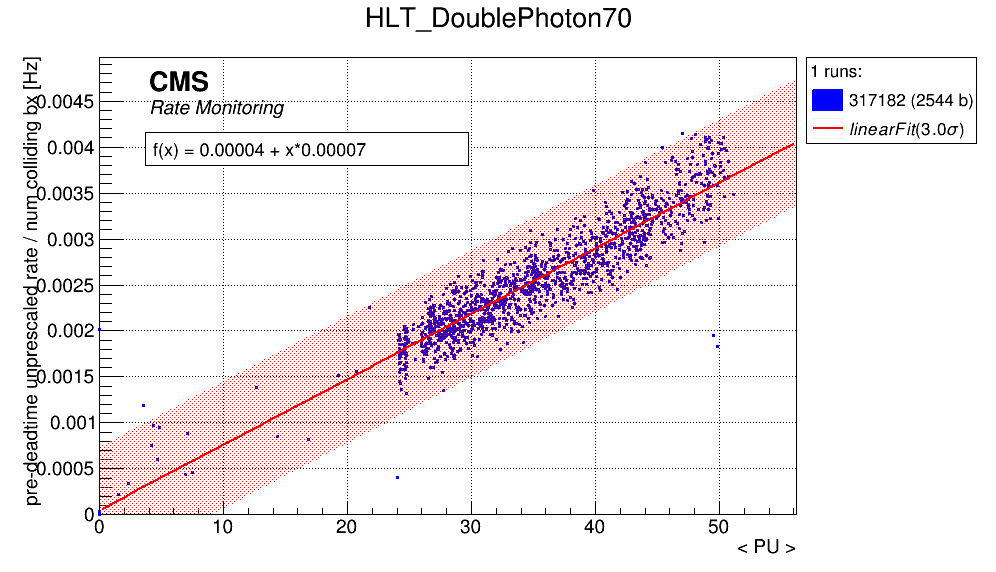 HLT_DoublePhoton70
pre-deadtime unprescaled rate / num colliding bx [Hz]
CMS
Rate Monitoring
f(x) = 0.00004 + x*0.00007
0.0045
0.004
0.0035
0.003
0.0025
0.002
0.0015
0.001
0.0005
0
0 10 20 30 40 50
< PU >
1 runs:
317182 (2544 b)
linearFit(3.0σ)